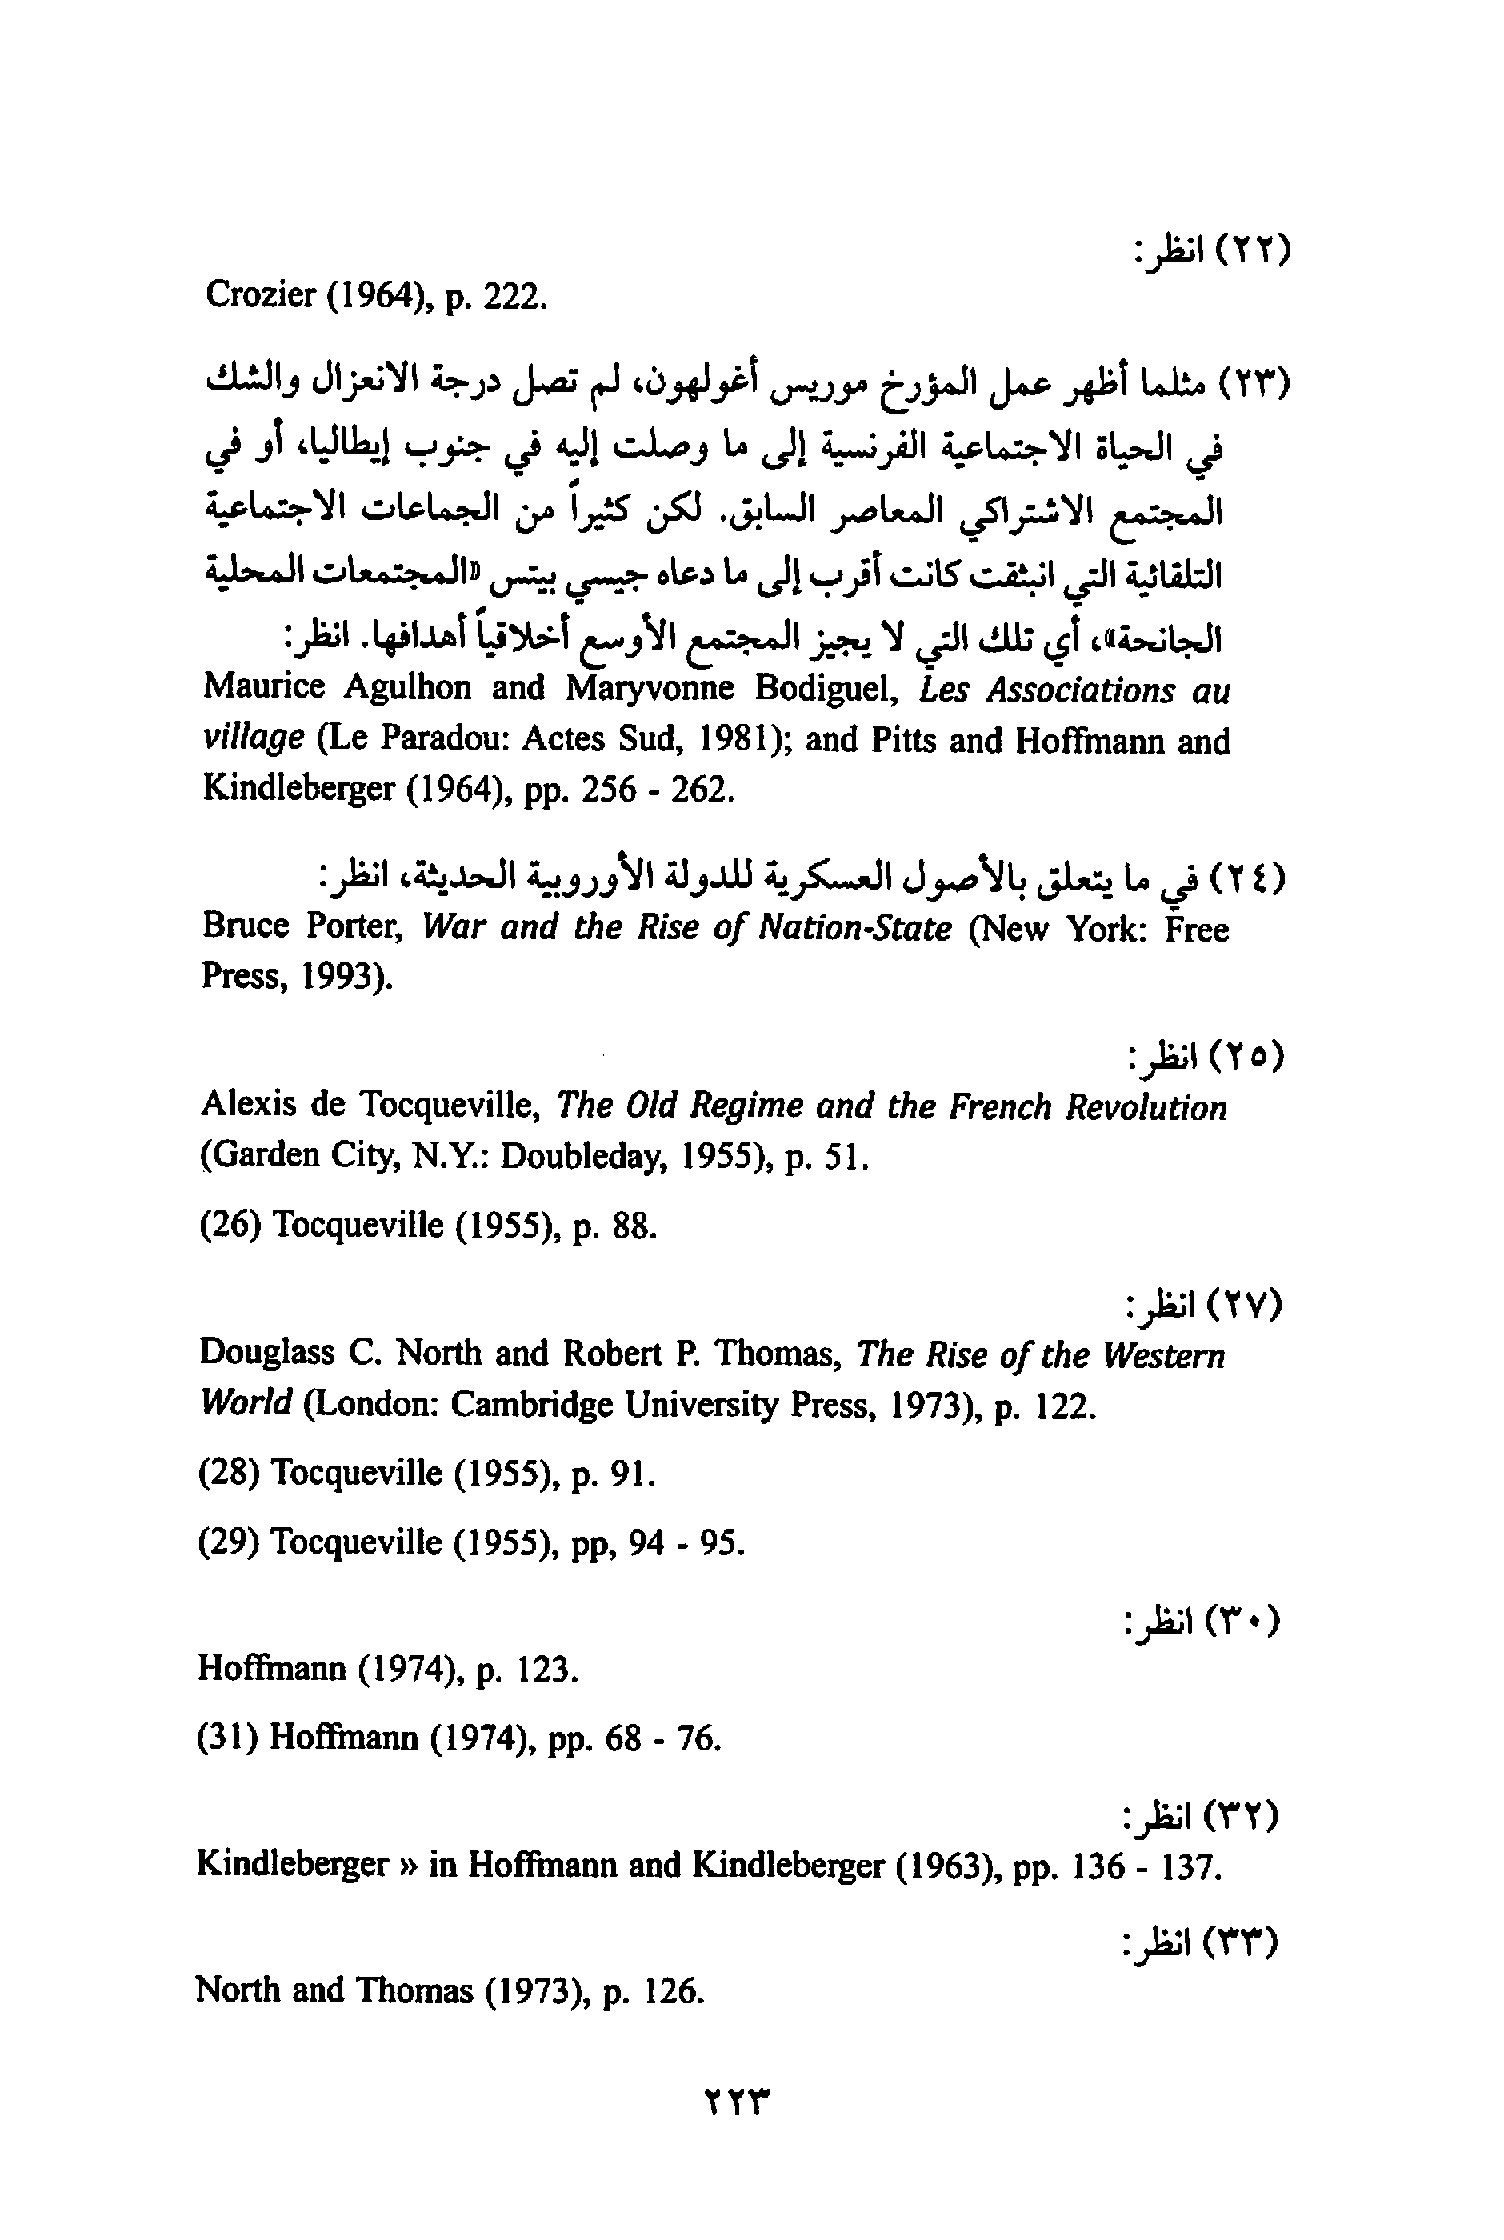 (٢٢) انظر:
Crozier (1964), p. 222.
(٢٣) مثلما أظهر عمل المؤرخ موريس أغولهون، لم تصل درجة الانعزال والشك
في الحياة الاجتماعية الفرنسية إلى ما وصلت إليه في جنوب إيطاليا، أو في
المجتمع الاشتراكي المعاصر السابق. لكن كثيراً من الجماعات الاجتماعية
التلقائية التي انبثقت كانت أقرب إلى ما دعاه جيسي بيتس «المجتمعات المحلية
الجانحة»، أي تلك التي لا يجيز المجتمع الأوسع أخلاقياً أهدافها. انظر:
Maurice Agulhon and Maryvonne Bodiguel, Les Associations au
village (Le Paradou: Actes Sud, 1981); and Pitts and Hoffmann and
Kindleberger (1964), pp. 256 - 262.
(٢٤) في ما يتعلق بالأصول العسكرية للدولة الأوروبية الحديثة، انظر:
Bruce Porter, War and the Rise of Nation-State (New York: Free
Press, 1993).
(٢٥) انظر:
Alexis de Tocqueville, The Old Regime and the French Revolution
(Garden City, N.Y.: Doubleday, 1955), p. 51.
(26) Tocqueville (1955), p. 88.
(٢٧) انظر:
Douglass C. North and Robert P. Thomas, The Rise of the Western
World (London: Cambridge University Press, 1973), p. 122.
(28) Tocqueville (1955), p. 91.
(29) Tocqueville (1955), pp, 94 - 95.
(٣٠) انظر:
Hoffmann (1974), p. 123.
(31) Hoffmann (1974), pp. 68 - 76.
(٣٢) انظر:
Kindleberger » in Hoffmann and Kindleberger (1963), pp. 136 - 137.
(٣٣) انظر:
North and Thomas (1973), p. 126.
٢٢٣